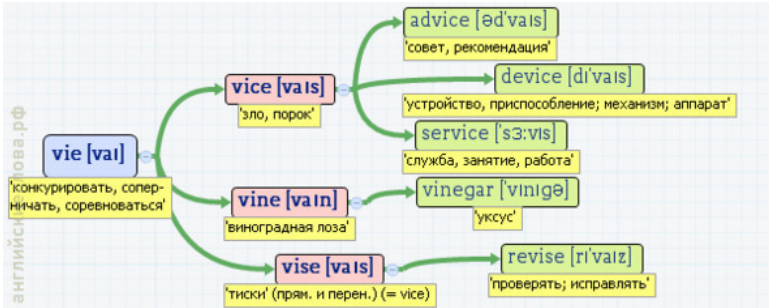 advice [əd'vaɪs]
'совет, рекомендация'
device [dɪ'vaɪs]
'устройство, приспособление; механизм; аппарат'
vice [vaɪs]
'зло, порок'
service ['sɜ:vɪs]
'служба, занятие, работа'
vie [vaɪ]
'конкурировать, сопер-
ничать, соревноваться'
vine [vaɪn]
'виноградная лоза'
vinegar ['vɪnɪgə]
'уксус'
vise [vaɪs]
'тиски' (прям. и перен.) (= vice)
revise [rɪ'vaɪz]
'проверять; исправлять'
английские слова.рф